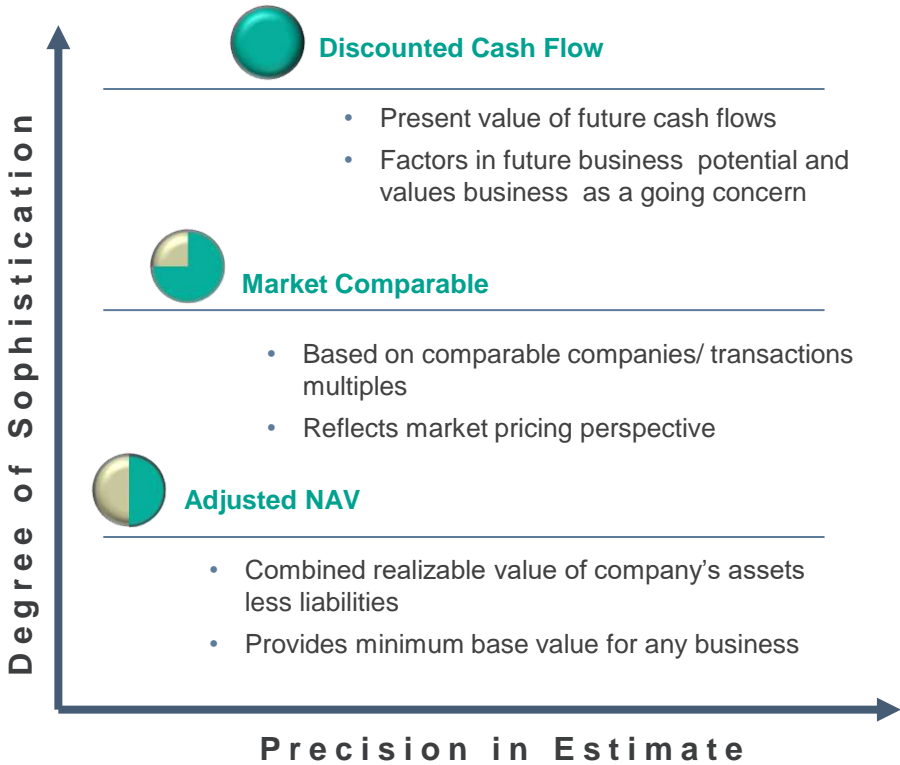 Discounted Cash Flow
• Present value of future cash flows
• Factors in future business potential and
values business as a going concern
Market Comparable
• Based on comparable companies/ transactions
multiples
• Reflects market pricing perspective
Adjusted NAV
• Combined realizable value of company’s assets
less liabilities
• Provides minimum base value for any business
Degree of Sophistication
Precision in Estimate